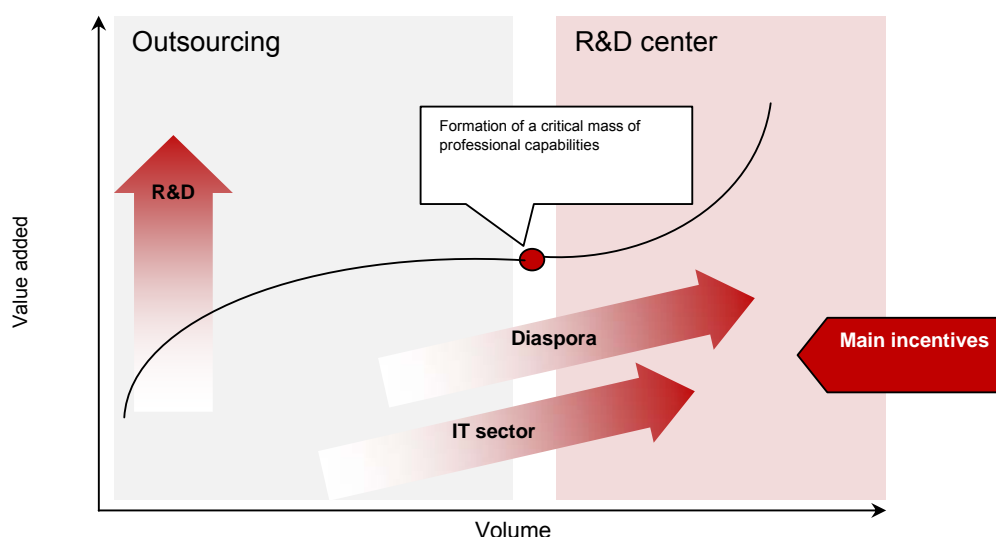 Outsourcing
R&D center
Formation of a critical mass of
professional capabilities
R&D
Value added
Diaspora
Main incentives
IT sector
Volume